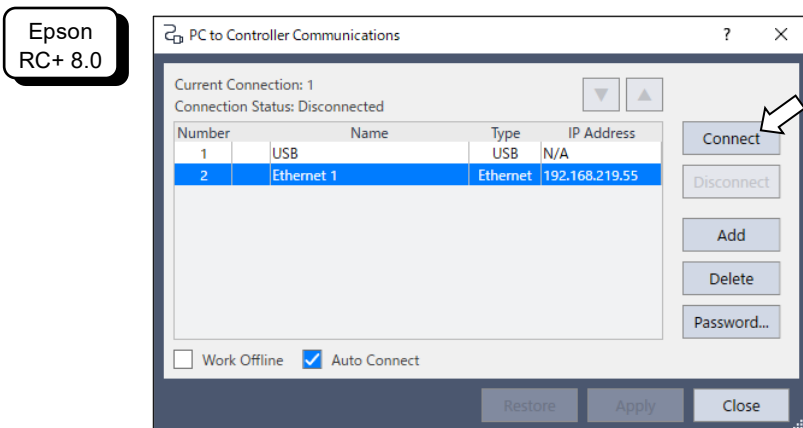 Epson
RC+ 8.0
PC to Controller Communications
Current Connection: 1
Connection Status: Disconnected
Number Name Type IP Address
1 USB USB N/A
2 Ethernet 1 Ethernet 192.168.219.55
Connect
Disconnect
Add
Delete
Password...
Work Offline Auto Connect
Restore Apply Close